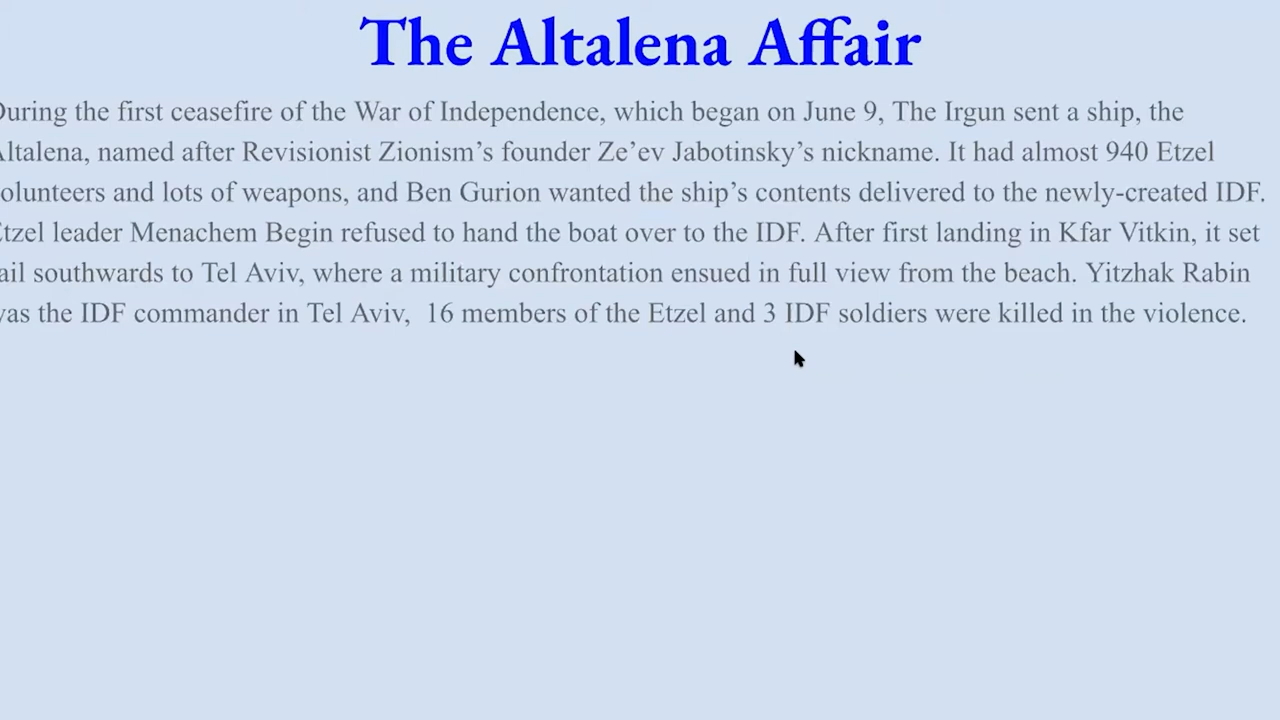 The Altalena Affair
During the first ceasefire of the War of Independence, which began on June 9, The Irgun sent a ship, the
Altalena, named after Revisionist Zionism’s founder Ze’ev Jabotinsky’s nickname. It had almost 940 Etzel
olunteers and lots of weapons, and Ben Gurion wanted the ship’s contents delivered to the newly-created IDF.
Etzel leader Menachem Begin refused to hand the boat over to the IDF. After first landing in Kfar Vitkin, it set
ail southwards to Tel Aviv, where a military confrontation ensued in full view from the beach. Yitzhak Rabin
was the IDF commander in Tel Aviv,  16 members of the Etzel and 3 IDF soldiers were killed in the violence.